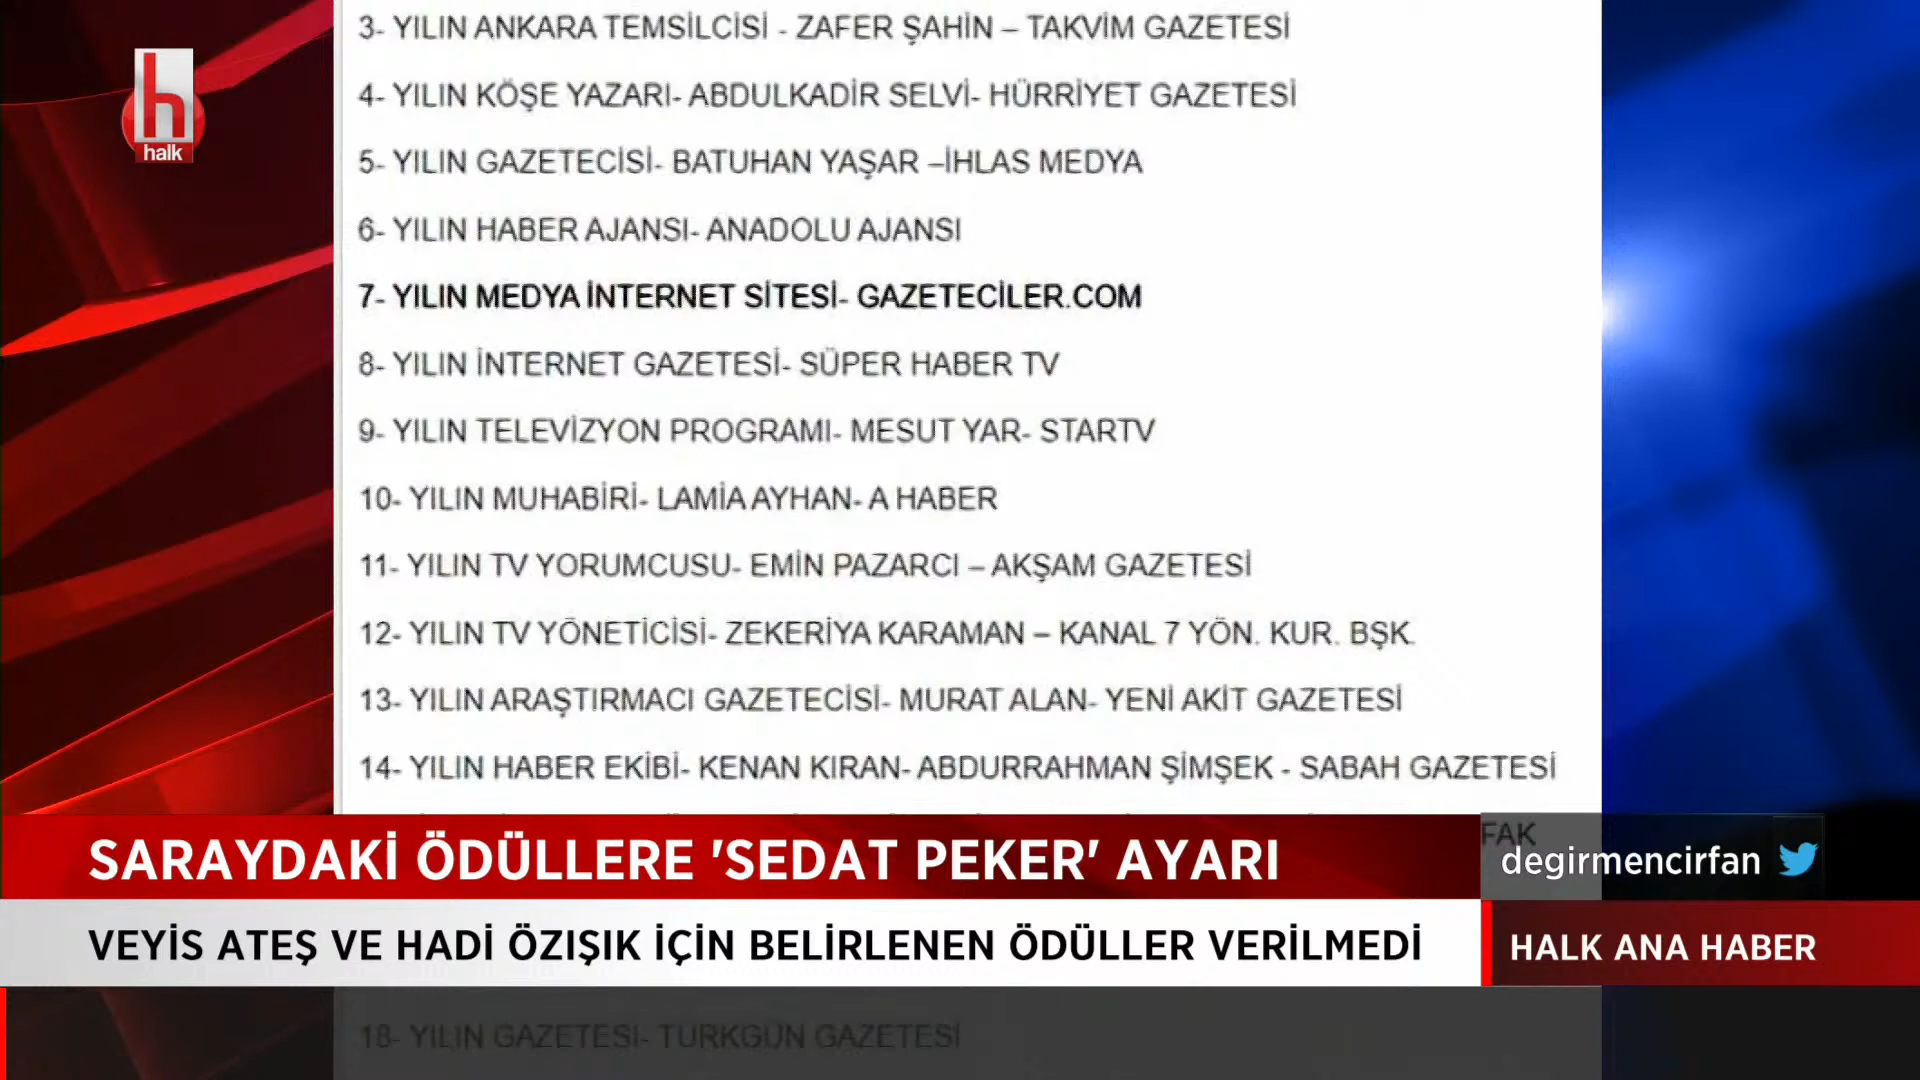 3- YILIN ANKARA TEMSİLCİSİ - ZAFER ŞAHİN – TAKVİM GAZETESİ
h
halk
4- YILIN KÖŞE YAZARI- ABDULKADİR SELVİ- HÜRRİYET GAZETESİ
5- YILIN GAZETECİSİ- BATUHAN YAŞAR –İHLAS MEDYA
6- YILIN HABER AJANSI- ANADOLU AJANSI
7- YILIN MEDYA İNTERNET SİTESİ- GAZETECİLER.COM
8- YILIN İNTERNET GAZETESİ- SÜPER HABER TV
9- YILIN TELEVİZYON PROGRAMI- MESUT YAR- STARTV
10- YILIN MUHABİRİ- LAMİA AYHAN- A HABER
11- YILIN TV YORUMCUSU- EMİN PAZARCI – AKŞAM GAZETESİ
12- YILIN TV YÖNETİCİSİ- ZEKERİYA KARAMAN – KANAL 7 YÖN. KUR. BŞK.
13- YILIN ARAŞTIRMACI GAZETECİSİ- MURAT ALAN- YENİ AKİT GAZETESİ
14- YILIN HABER EKİBİ- KENAN KIRAN- ABDURRAHMAN ŞİMŞEK - SABAH GAZETESİ
FAK
SARAYDAKİ ÖDÜLLERE 'SEDAT PEKER' AYARI
degirmencirfan
VEYİS ATEŞ VE HADİ ÖZIŞIK İÇİN BELİRLENEN ÖDÜLLER VERİLMEDİ
HALK ANA HABER
18- YILIN GAZETESİ- TÜRKGÜN GAZETESİ